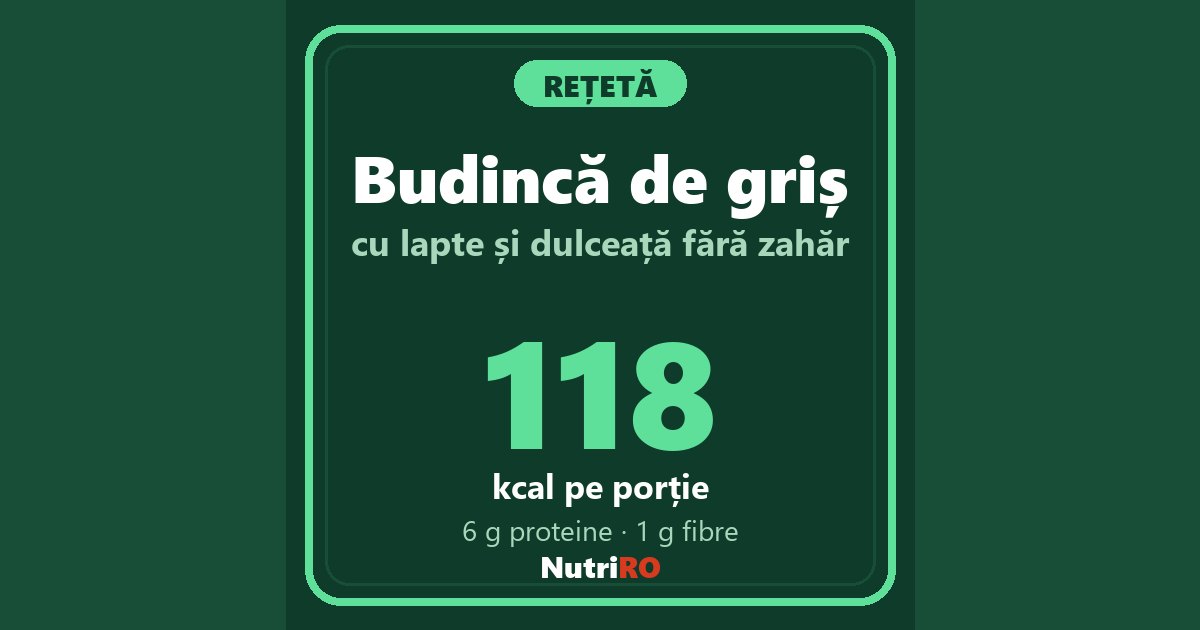 REȚETĂ
Budincă de griș
cu lapte și dulceață fără zahăr
118
kcal pe porție
6 g proteine · 1 g fibre
NutriRO